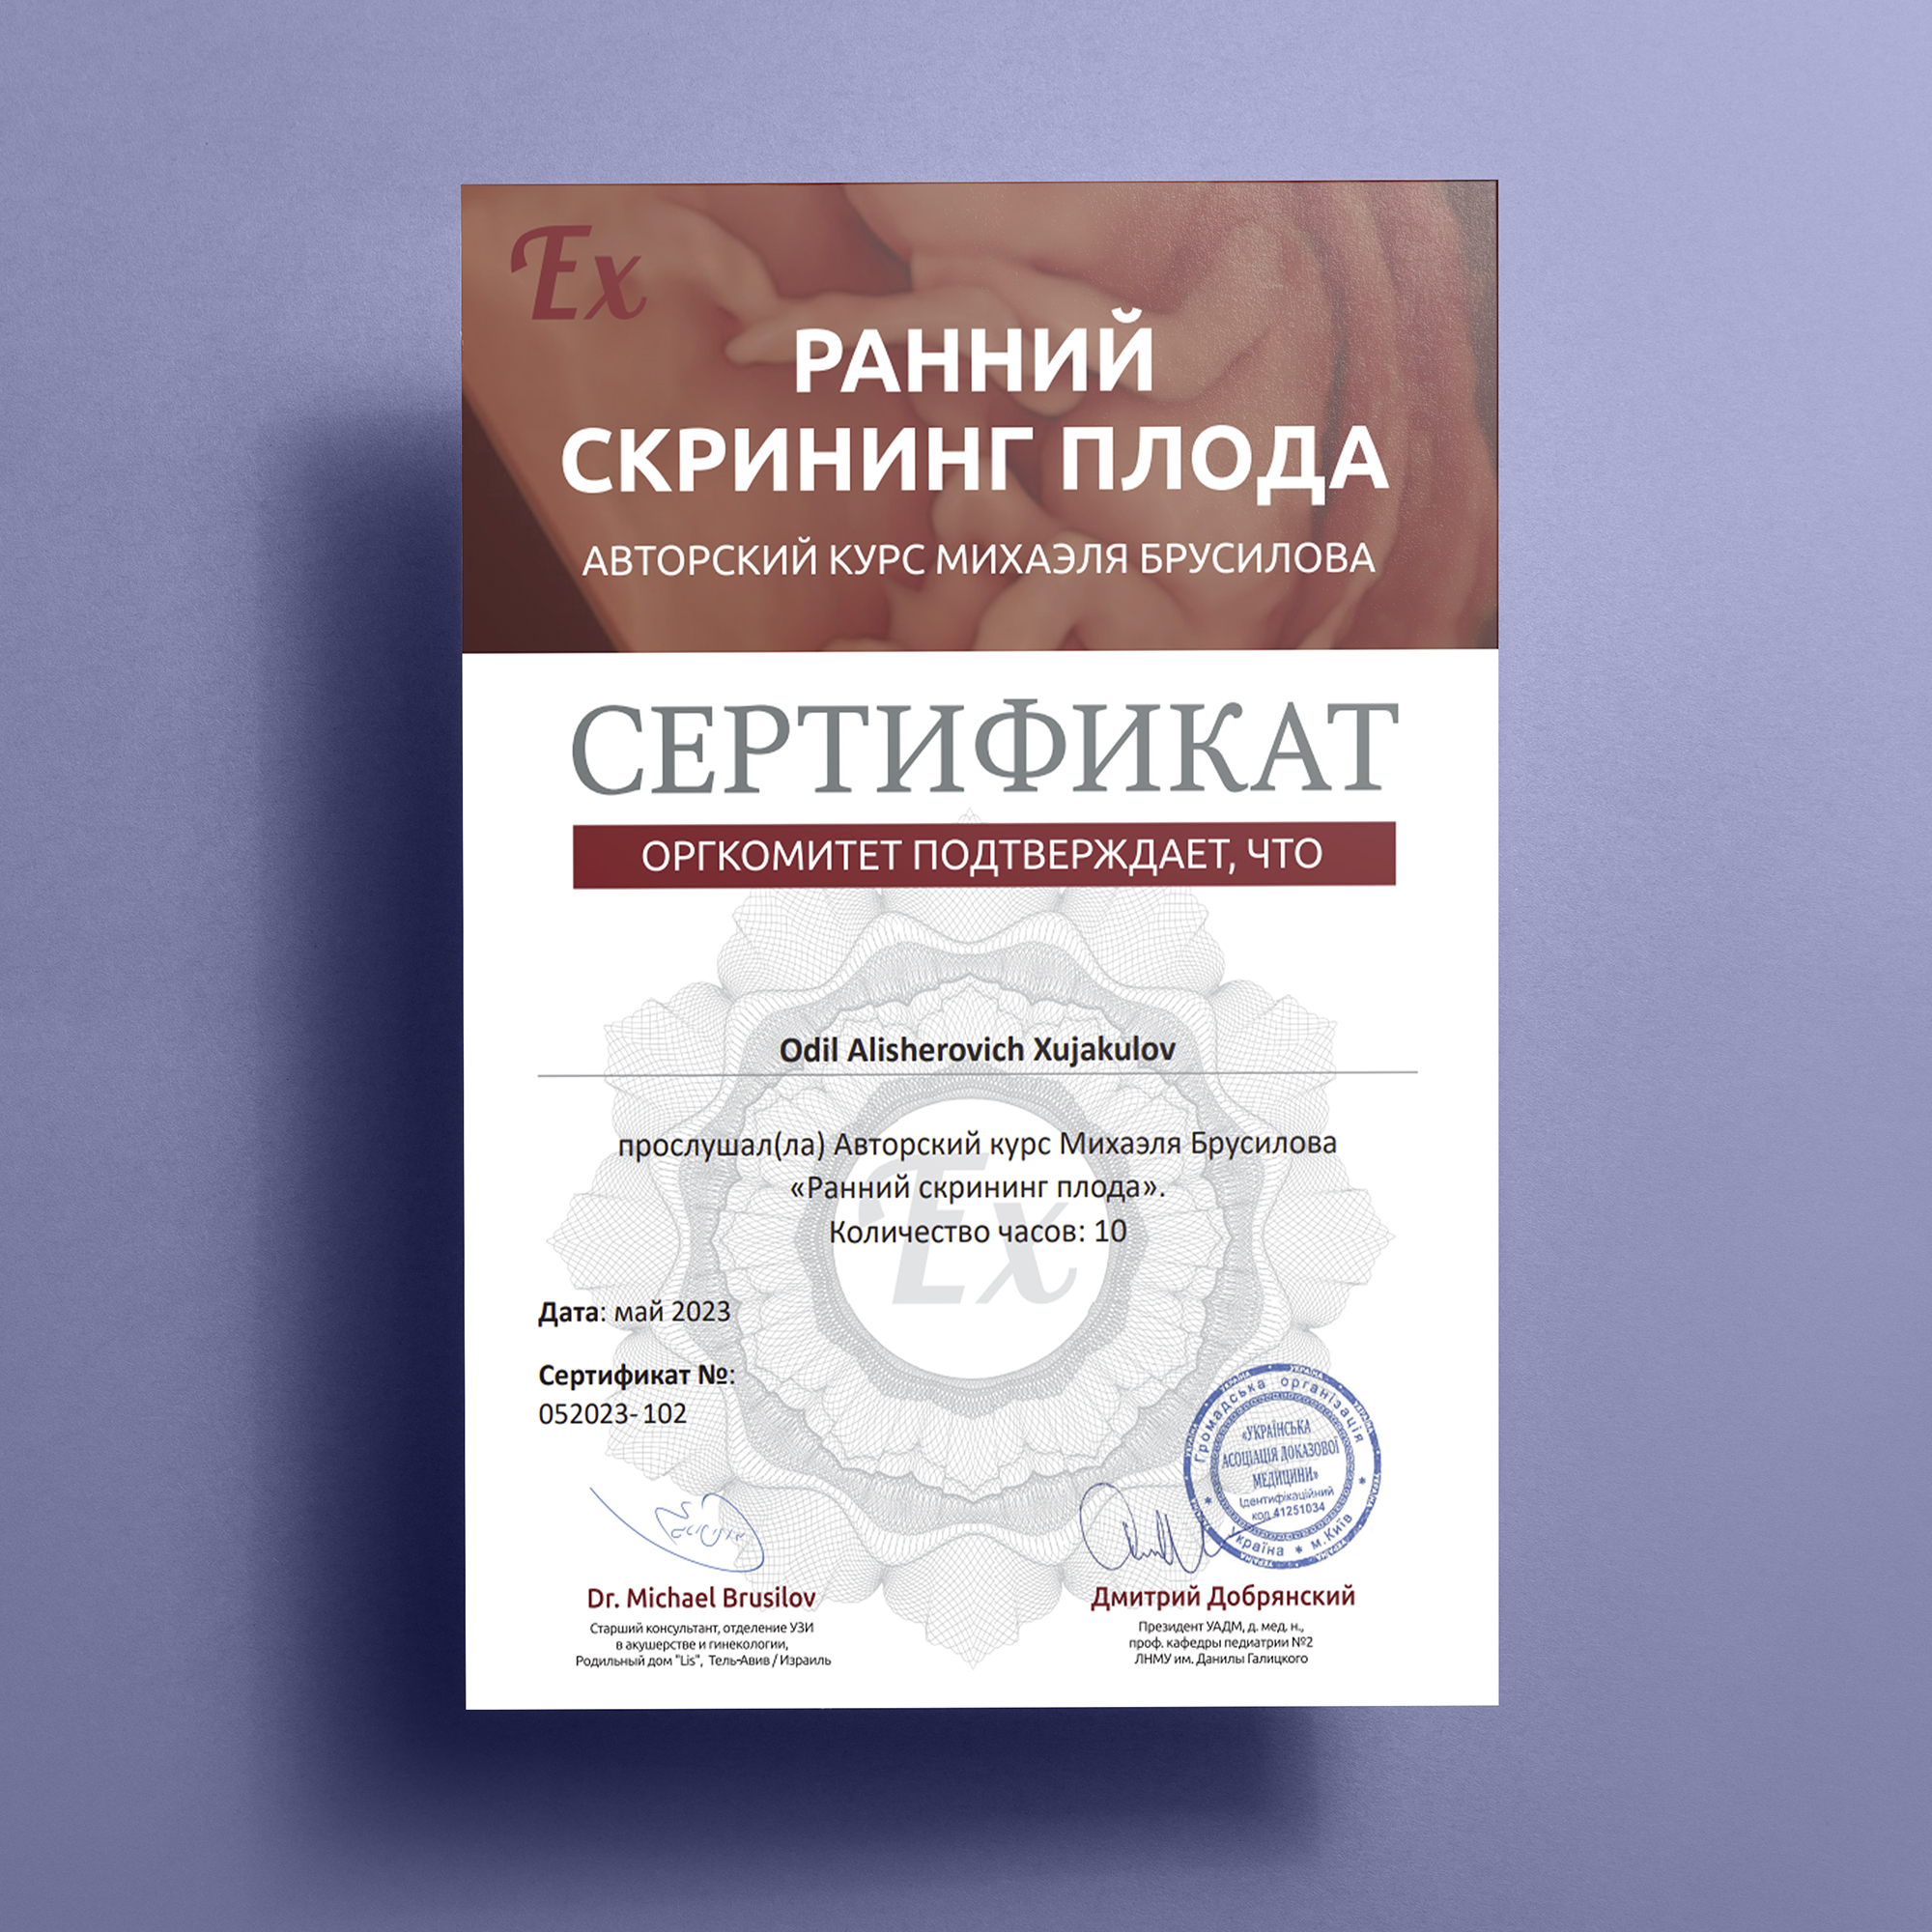 Ex
РАННИЙ
СКРИНИНГ ПЛОДА
АВТОРСКИЙ КУРС МИХАЭЛЯ БРУСИЛОВА
СЕРТИФИКАТ
ОРГКОМИТЕТ ПОДТВЕРЖДАЕТ, ЧТО
Odil Alisherovich Xujakulov
прослушал(ла) Авторский курс Михаэля Брусилова
«Ранний скрининг плода».
Количество часов: 10
Ex
Дата: май 2023
Сертификат №:
052023-102
Громадська організація
«УКРАЇНСЬКА
АСОЦІАЦІЯ ДОКАЗОВОЇ
МЕДИЦИНИ»
Ідентифікаційний
код 41251034
Україна * м.Київ
Dr. Michael Brusilov
Старший консультант, отделение УЗИ
в акушерстве и гинекологии,
Родильный дом "Lis", Тель-Авив / Израиль
Дмитрий Добрянский
Президент УАДМ, д. мед. н.,
проф. кафедры педиатрии №2
ЛНМУ им. Данилы Галицкого